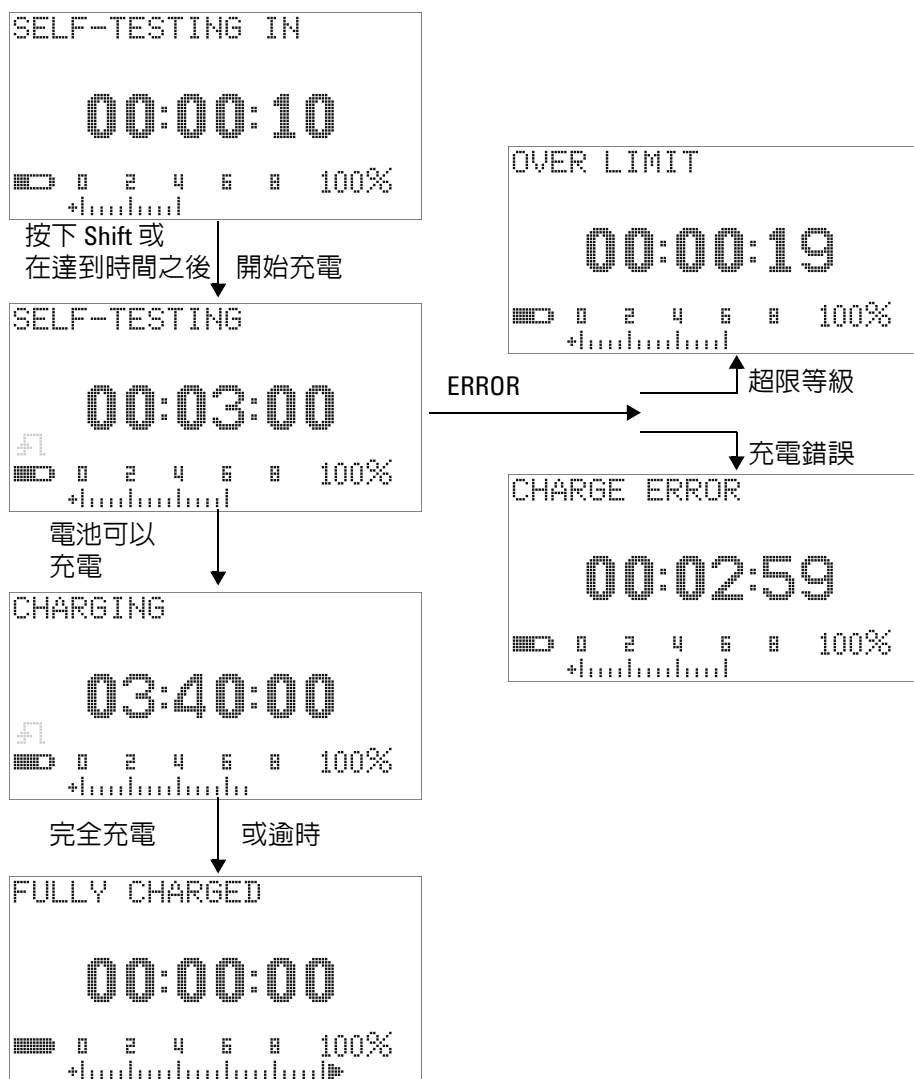 SELF-TESTING IN
00:00:10
0 2 4 6 8 100%
按下 Shift 或
在達到時間之後 開始充電
SELF-TESTING
00:03:00
0 2 4 6 8 100%
電池可以
充電
CHARGING
03:40:00
0 2 4 6 8 100%
完全充電 或逾時
FULLY CHARGED
00:00:00
0 2 4 6 8 100%
ERROR
OVER LIMIT
00:00:19
0 2 4 6 8 100%
超限等級
充電錯誤
CHARGE ERROR
00:02:59
0 2 4 6 8 100%